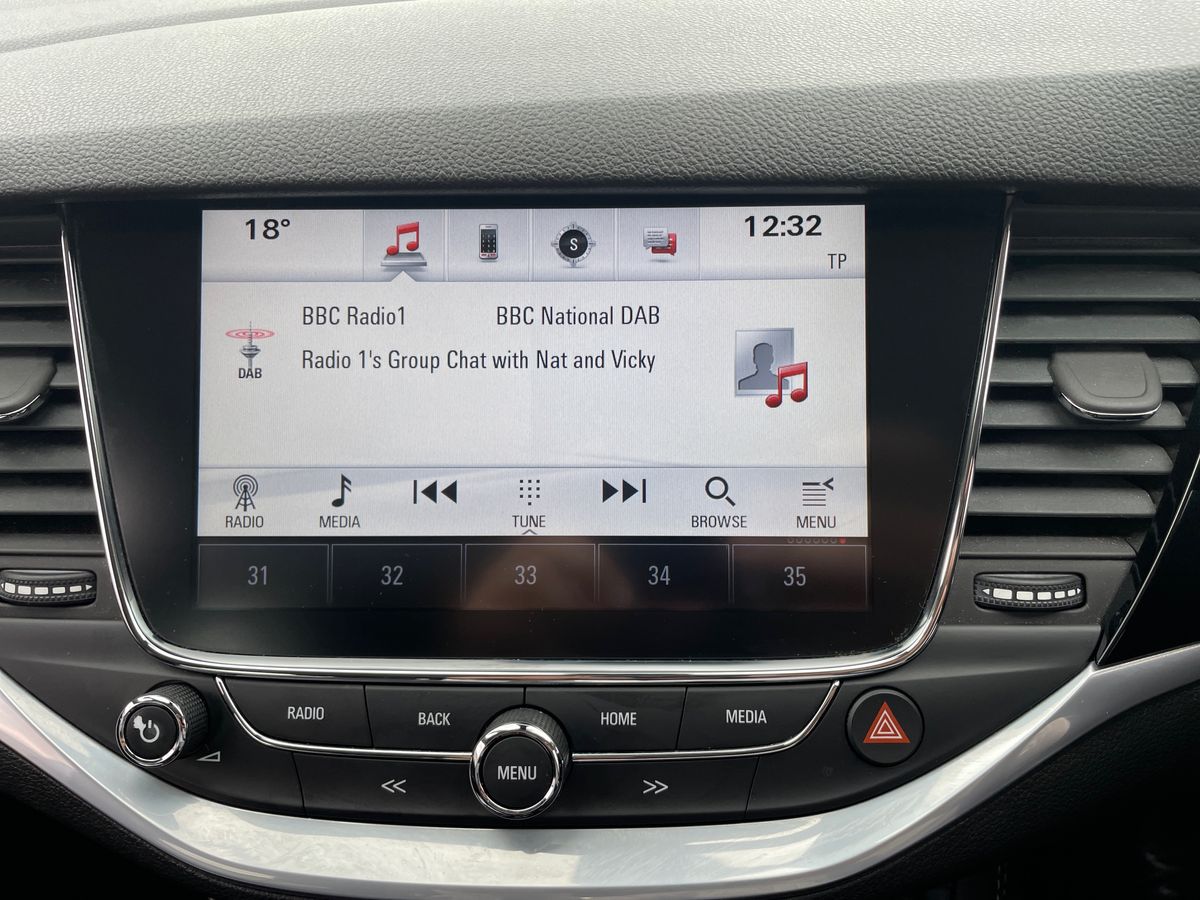 18° S 12:32
TP
BBC Radio1 BBC National DAB
Radio 1's Group Chat with Nat and Vicky
DAB
RADIO MEDIA TUNE BROWSE MENU
31 32 33 34 35
RADIO BACK HOME MEDIA
MENU